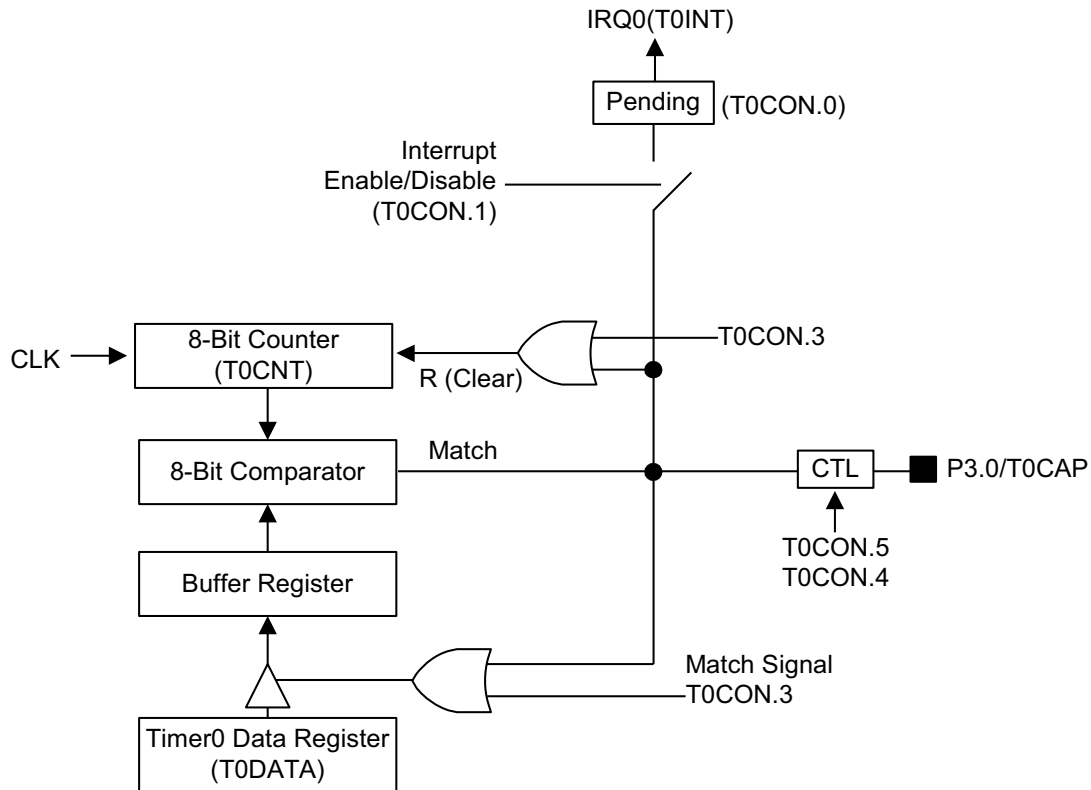 IRQ0(T0INT)
Pending
(T0CON.0)
Interrupt
Enable/Disable
(T0CON.1)
8-Bit Counter
(T0CNT)
CLK
R (Clear)
T0CON.3
8-Bit Comparator
Match
CTL
P3.0/T0CAP
T0CON.5
T0CON.4
Buffer Register
Match Signal
T0CON.3
Timer0 Data Register
(T0DATA)